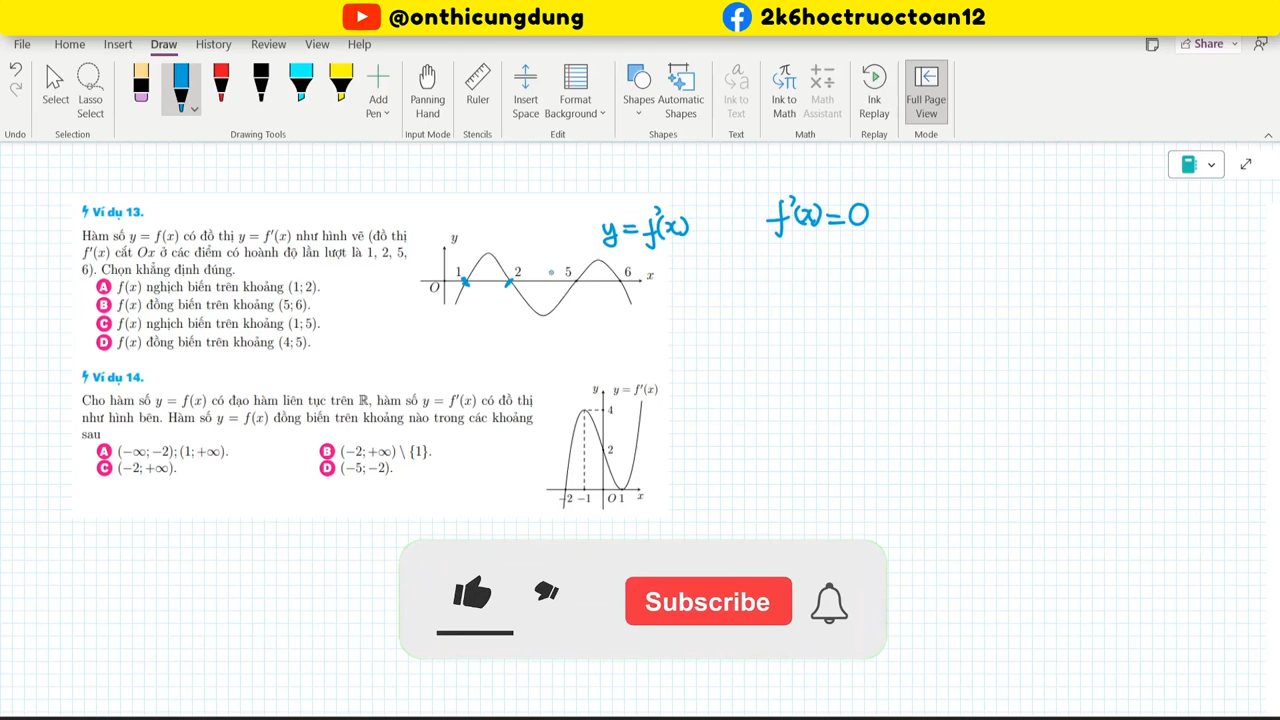 @onthicungdung
2k6hoctructoan12
File Home Insert Draw History Review View Help
Share
Select
Lasso Select
Add Pen
Panning Hand
Ruler
Insert Space
Format Background
Shapes
Automatic Shapes
Ink to Text
Ink to Math
Math Assistant
Ink Replay
Full Page View
Undo
Selection
Drawing Tools
Input Mode
Stencils
Edit
Shapes
Text
Math
Replay
Mode
Ví dụ 13.
Hàm số y = f(x) có đồ thị y = f′(x) như hình vẽ (đồ thị
f′(x) cắt Ox ở các điểm có hoành độ lần lượt là 1, 2, 5,
6). Chọn khẳng định đúng.
A f(x) nghịch biến trên khoảng (1; 2).
B f(x) đồng biến trên khoảng (5; 6).
C f(x) nghịch biến trên khoảng (1; 5).
D f(x) đồng biến trên khoảng (4; 5).
y
1 2 5 6 x
O
y = f'(x)
f'(x) = 0
Ví dụ 14.
Cho hàm số y = f(x) có đạo hàm liên tục trên ℝ, hàm số y = f′(x) có đồ thị
như hình bên. Hàm số y = f(x) đồng biến trên khoảng nào trong các khoảng
sau
A (−∞; −2); (1; +∞).
B (−2; +∞) \ {1}.
C (−2; +∞).
D (−5; −2).
y y = f′(x)
4
2
−2 −1 O 1 x
Subscribe